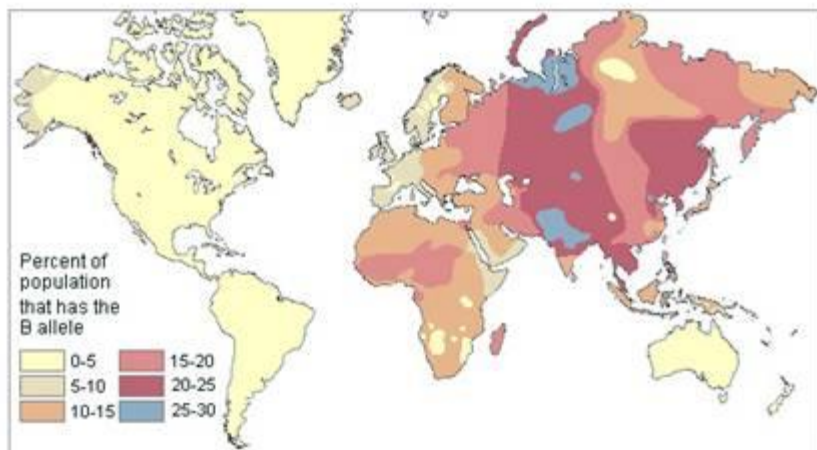 Percent of
population
that has the
B allele
0-5
15-20
5-10
20-25
10-15
25-30